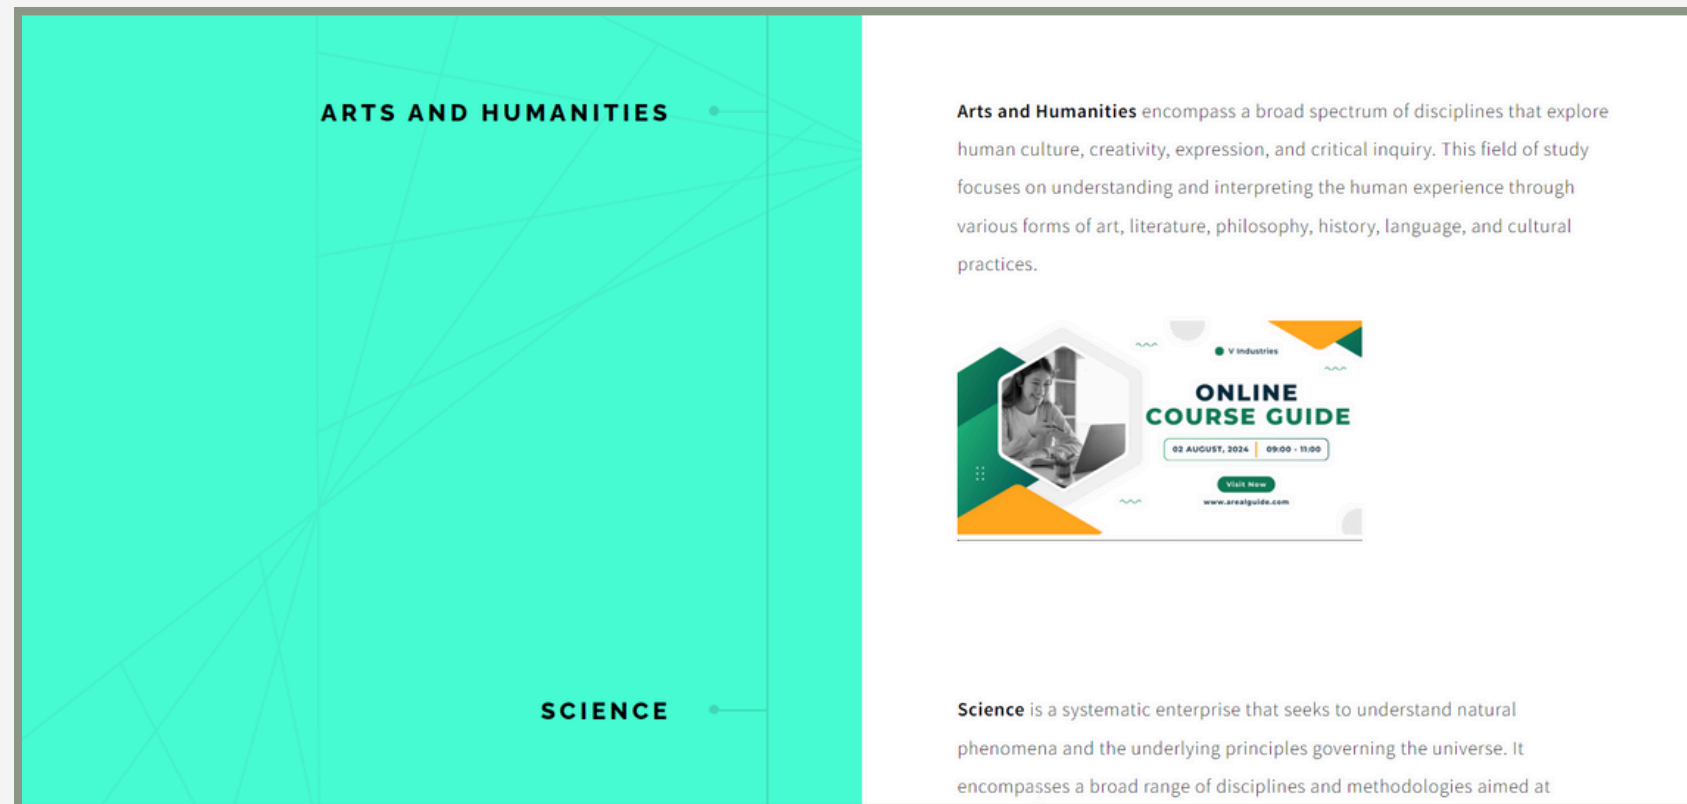 ARTS AND HUMANITIES
Arts and Humanities encompass a broad spectrum of disciplines that explore
human culture, creativity, expression, and critical inquiry. This field of study
focuses on understanding and interpreting the human experience through
various forms of art, literature, philosophy, history, language, and cultural
practices.
V Industries
ONLINE
COURSE GUIDE
02 AUGUST, 2024 09:00 - 11:00
Visit Now
www.arealguide.com
SCIENCE
Science is a systematic enterprise that seeks to understand natural
phenomena and the underlying principles governing the universe. It
encompasses a broad range of disciplines and methodologies aimed at